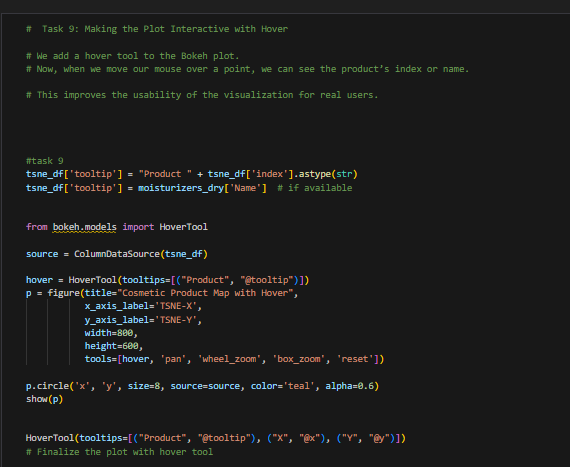 #  Task 9: Making the Plot Interactive with Hover
# We add a hover tool to the Bokeh plot.
# Now, when we move our mouse over a point, we can see the product’s index or name.
# This improves the usability of the visualization for real users.
#task 9
tsne_df['tooltip'] = "Product " + tsne_df['index'].astype(str)
tsne_df['tooltip'] = moisturizers_dry['Name']  # if available
from bokeh.models import HoverTool
source = ColumnDataSource(tsne_df)
hover = HoverTool(tooltips=[("Product", "@tooltip")])
p = figure(title="Cosmetic Product Map with Hover",
           x_axis_label='TSNE-X',
           y_axis_label='TSNE-Y',
           width=800,
           height=600,
           tools=[hover, 'pan', 'wheel_zoom', 'box_zoom', 'reset'])
p.circle('x', 'y', size=8, source=source, color='teal', alpha=0.6)
show(p)
HoverTool(tooltips=[("Product", "@tooltip"), ("X", "@x"), ("Y", "@y")])
# Finalize the plot with hover tool